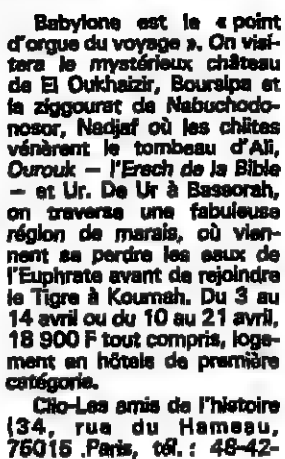 Babylone est le « point
d'orgue du voyage ». On visi-
tera le mystérieux château
de El Oukhaizir, Boursipa et
la ziggourat de Nabuchodo-
nosor, Nadjaf où les chiites
vénèrent le tombeau d'Ali,
Ourouk — l'Erech de la Bible
— et Ur. De Ur à Bassorah,
on traverse une fabuleuse
région de marais, où vien-
nent se perdre les eaux de
l'Euphrate avant de rejoindre
le Tigre à Kournah. Du 3 au
14 avril ou du 10 au 21 avril,
18 900 F tout compris, loge-
ment en hôtels de première
catégorie.
Clio-Les amis de l'histoire
(34, rue du Hameau,
75015 Paris, tél. : 48-42-